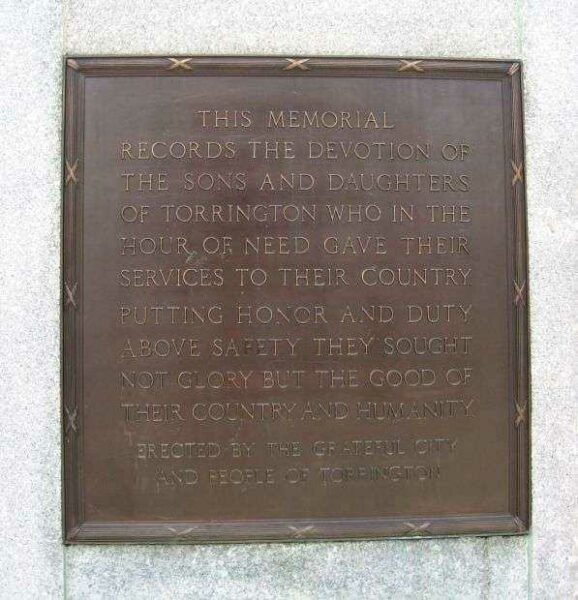 THIS MEMORIAL
RECORDS THE DEVOTION OF
THE SONS AND DAUGHTERS
OF TORRINGTON WHO IN THE
HOUR OF NEED GAVE THEIR
SERVICES TO THEIR COUNTRY
PUTTING HONOR AND DUTY
ABOVE SAFETY THEY SOUGHT
NOT GLORY BUT THE GOOD OF
THEIR COUNTRY AND HUMANITY
ERECTED BY THE GRATEFUL CITY
AND PEOPLE OF TORRINGTON